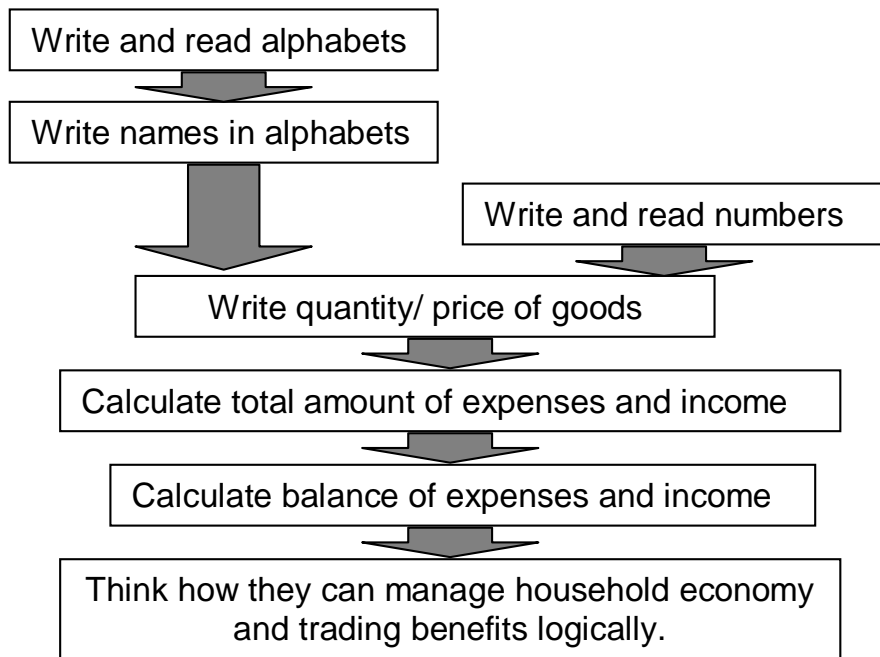 Write and read alphabets
Write names in alphabets
Write and read numbers
Write quantity/ price of goods
Calculate total amount of expenses and income
Calculate balance of expenses and income
Think how they can manage household economy
and trading benefits logically.